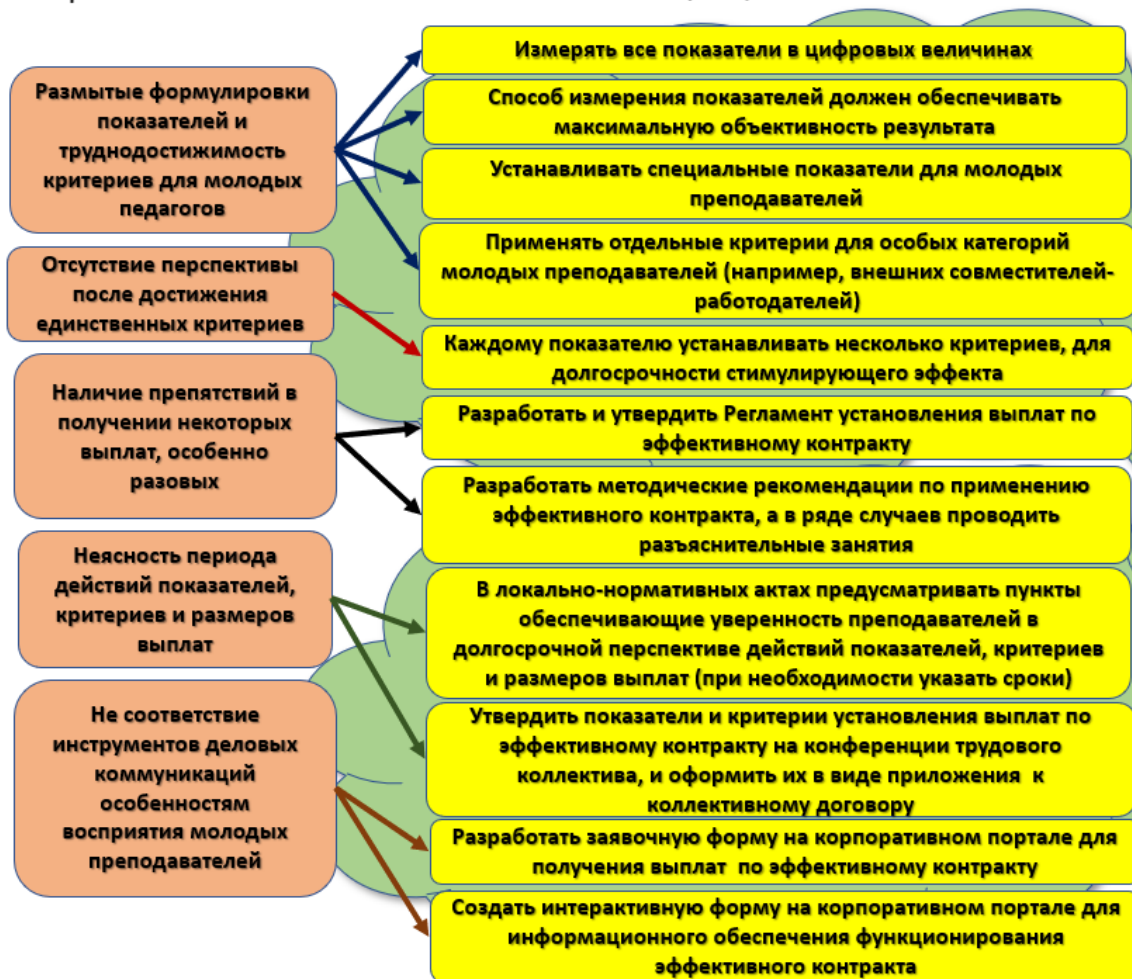 Размытые формулировки
показателей и
труднодостижимость
критериев для молодых
педагогов
Отсутствие перспективы
после достижения
единственных критериев
Наличие препятствий в
получении некоторых
выплат, особенно
разовых
Неясность периода
действий показателей,
критериев и размеров
выплат
Не соответствие
инструментов деловых
коммуникаций
особенностям
восприятия молодых
преподавателей
Измерять все показатели в цифровых величинах
Способ измерения показателей должен обеспечивать
максимальную объективность результата
Устанавливать специальные показатели для молодых
преподавателей
Применять отдельные критерии для особых категорий
молодых преподавателей (например, внешних совместителей-
работодателей)
Каждому показателю устанавливать несколько критериев, для
долгосрочности стимулирующего эффекта
Разработать и утвердить Регламент установления выплат по
эффективному контракту
Разработать методические рекомендации по применению
эффективного контракта, а в ряде случаев проводить
разъяснительные занятия
В локально-нормативных актах предусматривать пункты
обеспечивающие уверенность преподавателей в
долгосрочной перспективе действий показателей, критериев
и размеров выплат (при необходимости указать сроки)
Утвердить показатели и критерии установления выплат по
эффективному контракту на конференции трудового
коллектива, и оформить их в виде приложения к
коллективному договору
Разработать заявочную форму на корпоративном портале для
получения выплат по эффективному контракту
Создать интерактивную форму на корпоративном портале для
информационного обеспечения функционирования
эффективного контракта